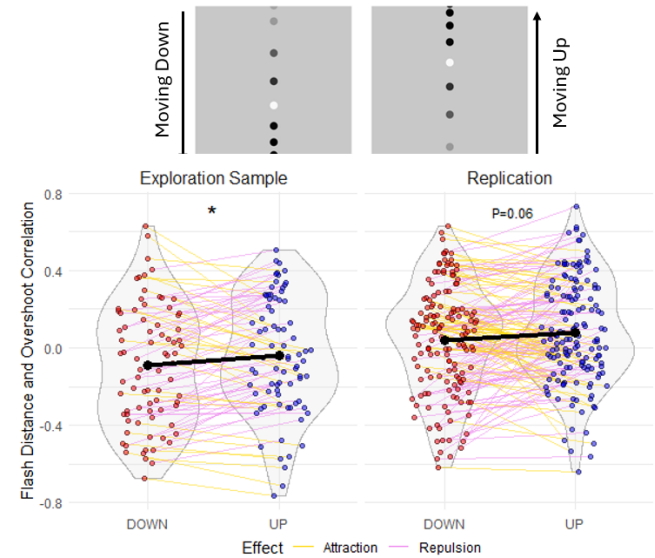 Moving Down
Moving Up
Exploration Sample
Replication
*
P=0.06
Flash Distance and Overshoot Correlation
0.8
0.4
0.0
-0.4
-0.8
DOWN
UP
DOWN
UP
Effect
Attraction
Repulsion